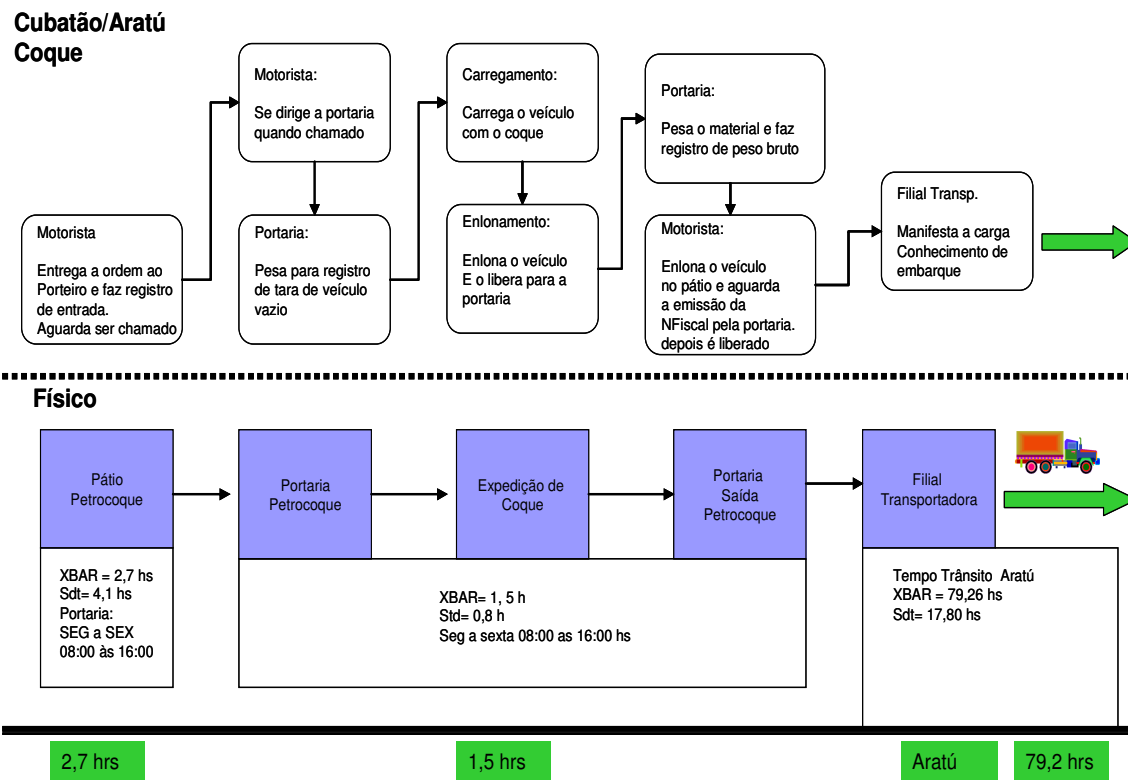 Cubatão/Aratú
Coque
Motorista
Entrega a ordem ao
Porteiro e faz registro
de entrada.
Aguarda ser chamado
Motorista:
Se dirige a portaria
quando chamado
Portaria:
Pesa para registro
de tara de veículo
vazio
Carregamento:
Carrega o veículo
com o coque
Enlonamento:
Enlona o veículo
E o libera para a
portaria
Portaria:
Pesa o material e faz
registro de peso bruto
Motorista:
Enlona o veículo
no pátio e aguarda
a emissão da
NFiscal pela portaria.
depois é liberado
Filial Transp.
Manifesta a carga
Conhecimento de
embarque
Físico
Pátio
Petrocoque
Portaria
Petrocoque
Expedição de
Coque
Portaria
Saída
Petrocoque
Filial
Transportadora
XBAR = 2,7 hs
Sdt= 4,1 hs
Portaria:
SEG a SEX
08:00 às 16:00
XBAR= 1, 5 h
Std= 0,8 h
Seg a sexta 08:00 as 16:00 hs
Tempo Trânsito Aratú
XBAR = 79,26 hs
Sdt= 17,80 hs
2,7 hrs
1,5 hrs
Aratú
79,2 hrs